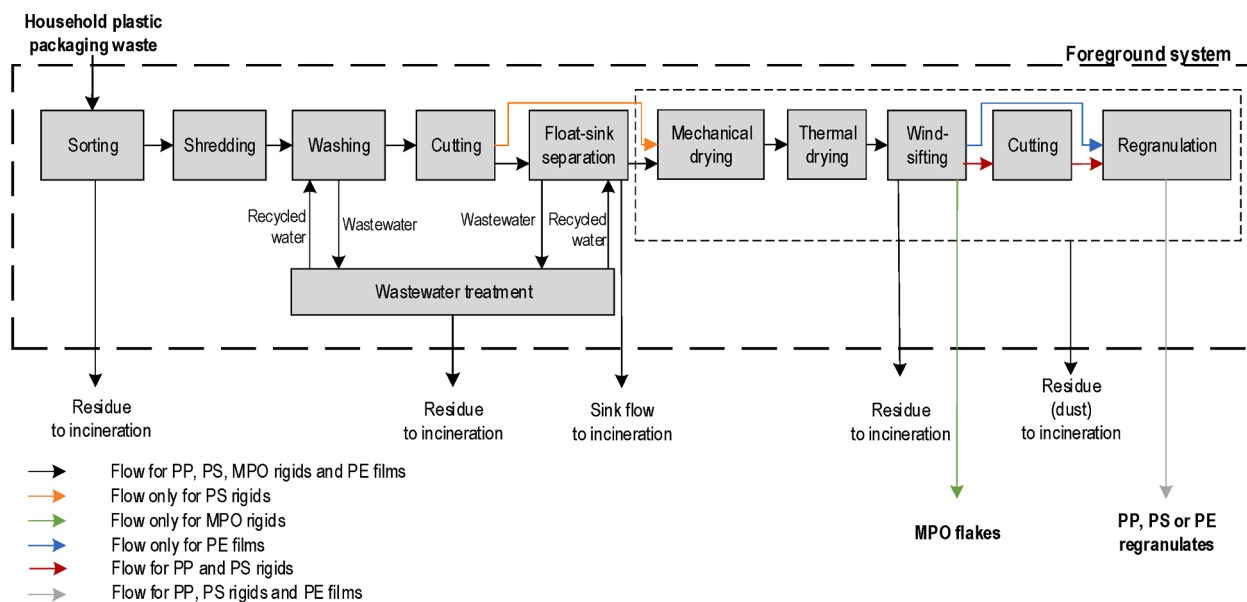 Household plastic
packaging waste
Foreground system
Sorting
Shredding
Washing
Cutting
Float-sink
separation
Mechanical
drying
Thermal
drying
Wind-
sifting
Cutting
Regranulation
Recycled
water
Wastewater
Wastewater
Recycled
water
Wastewater treatment
Residue
to incineration
Residue
to incineration
Sink flow
to incineration
Residue
to incineration
Residue
(dust)
to incineration
MPO flakes
PP, PS or PE
regranulates
Flow for PP, PS, MPO rigids and PE films
Flow only for PS rigids
Flow only for MPO rigids
Flow only for PE films
Flow for PP and PS rigids
Flow for PP, PS rigids and PE films